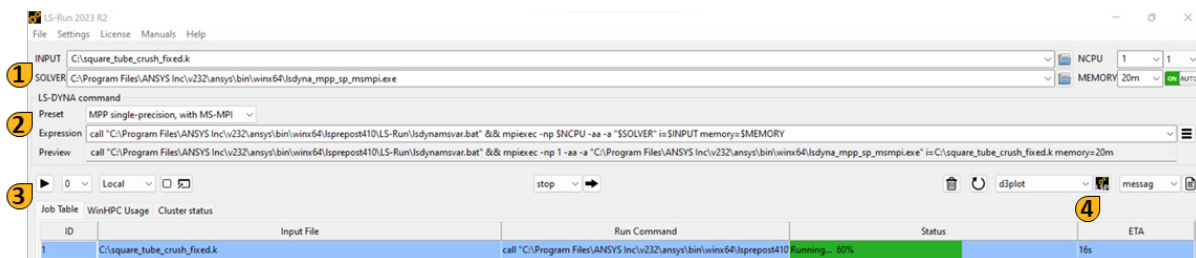 LS-Run 2023 R2
File Settings License Manuals Help
INPUT C:\square_tube_crush_fixed.k NCPU 1 1
1
SOLVER C:\Program Files\ANSYS Inc\v232\ansys\bin\winx64\lsdyna_mpp_sp_msmpi.exe MEMORY 20m ON AUTO
LS-DYNA command
Preset MPP single-precision, with MS-MPI
2
Expression call "C:\Program Files\ANSYS Inc\v232\ansys\bin\winx64\lsprepost410\LS-Run\lsdynamsvar.bat" && mpiexec -np $NCPU -aa -a "$SOLVER" i=$INPUT memory=$MEMORY
Preview call "C:\Program Files\ANSYS Inc\v232\ansys\bin\winx64\lsprepost410\LS-Run\lsdynamsvar.bat" && mpiexec -np 1 -aa -a "C:\Program Files\ANSYS Inc\v232\ansys\bin\winx64\lsdyna_mpp_sp_msmpi.exe" i=C:\square_tube_crush_fixed.k memory=20m
3
0 Local stop d3plot messag
4
Job Table WinHPC Usage Cluster status
ID Input File Run Command Status ETA
1 C:\square_tube_crush_fixed.k call "C:\Program Files\ANSYS Inc\v232\ansys\bin\winx64\lsprepost410 Running... 60% 16s